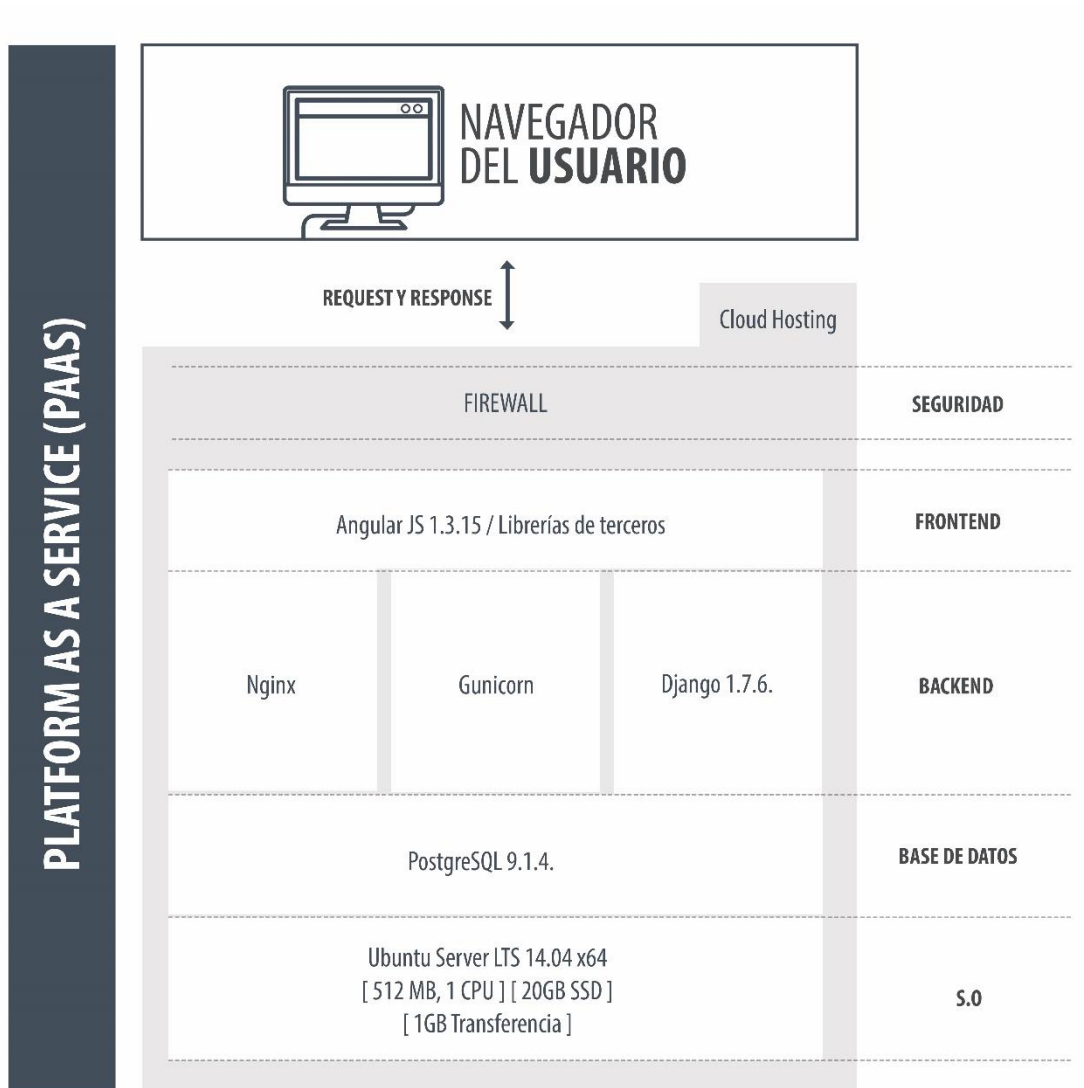 PLATFORM AS A SERVICE (PAAS)
NAVEGADOR
DEL USUARIO
REQUEST Y RESPONSE
Cloud Hosting
FIREWALL
SEGURIDAD
Angular JS 1.3.15 / Librerías de terceros
FRONTEND
Nginx
Gunicorn
Django 1.7.6.
BACKEND
PostgreSQL 9.1.4.
BASE DE DATOS
Ubuntu Server LTS 14.04 x64
[ 512 MB, 1 CPU ] [ 20GB SSD ]
[ 1GB Transferencia ]
S.O